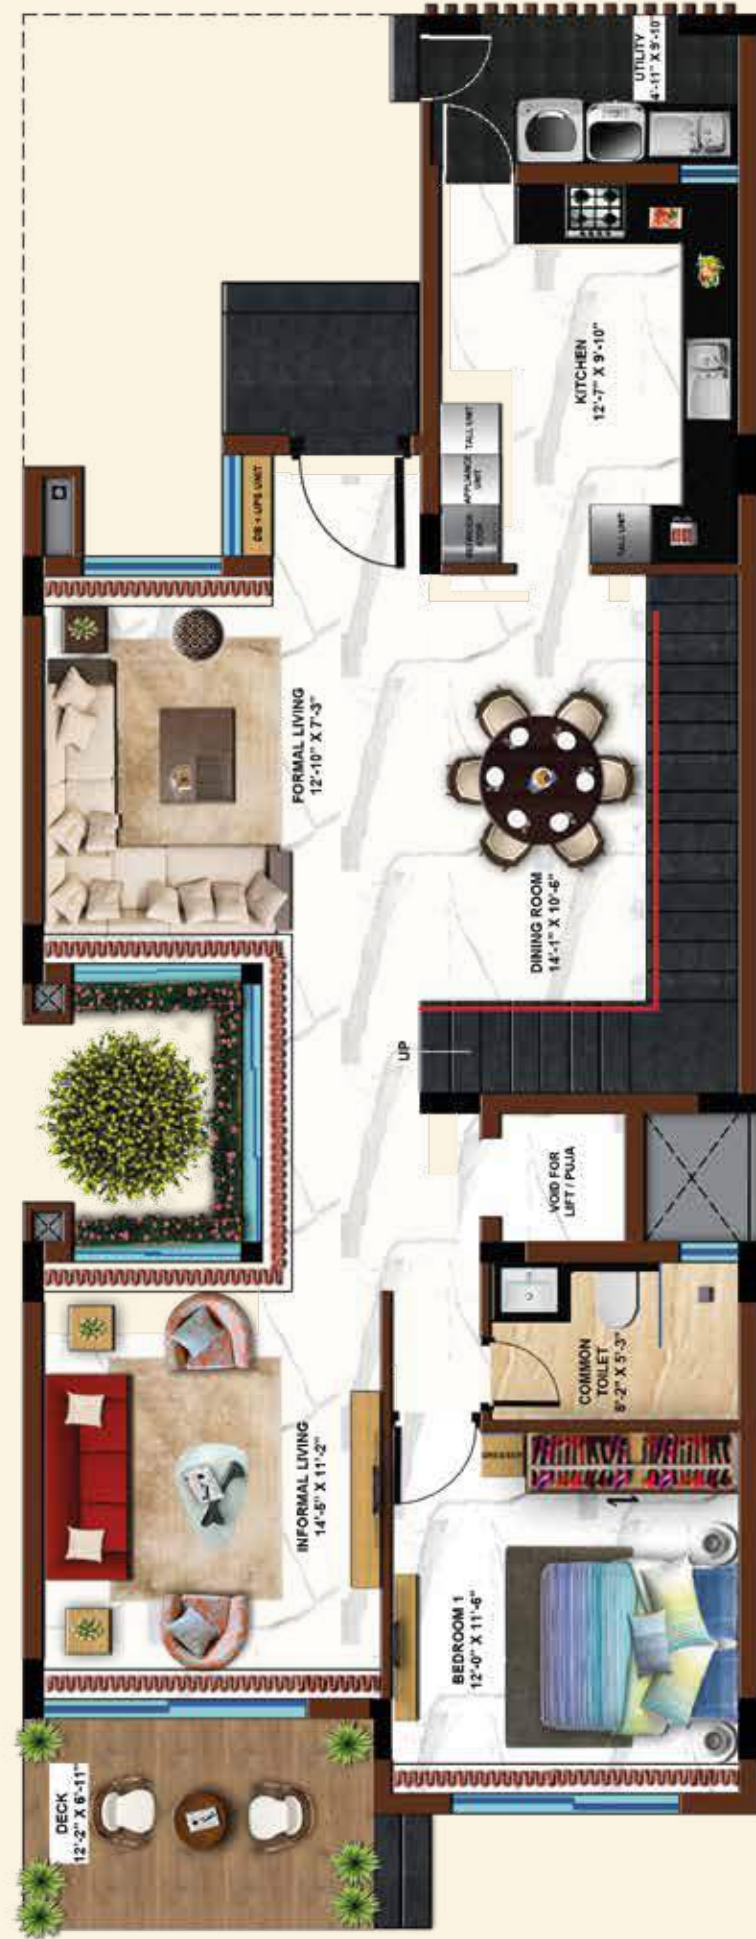 UTILITY
4'-11" X 9'-10"
KITCHEN
12'-7" X 9'-10"
TALL UNIT
APPLIANCE
UNIT
TALL UNIT
DB + UPS UNIT
FORMAL LIVING
12'-10" X 7'-3"
DINING ROOM
14'-1" X 10'-6"
UP
VOID FOR
LIFT / PUJA
COMMON
TOILET
8'-2" X 5'-3"
INFORMAL LIVING
14'-5" X 11'-2"
BEDROOM 1
12'-0" X 11'-6"
DECK
12'-2" X 6'-11"